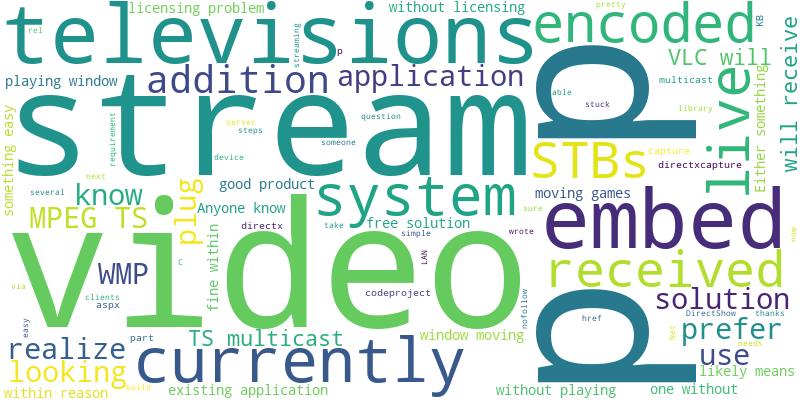 licensing problem
without licensing
televisions
encoded
rel
streaming
p
pretty
KB
VLC will
playing window
addition
application
multicast
stream
able
stuck
library
d
live
Either something
will receive
something easy
requirement
server
steps
question
someone
device
STBs
capture
directxcapture
next
several
know
plug
good product
system
moving games
embed
MPEG TS
Anyone know
directx
take
free solution
simple
wrote
sure
now
video
fine within
C
LAN
WMP
received
via
clients
aspx
codeproject
solution
nofollow
href
DirectShow
thanks
easy
part
TS multicast
window moving
Net
prefer
realize
currently
d
use
looking
needs
likely means
within reason
build
existing application
without playing
one without